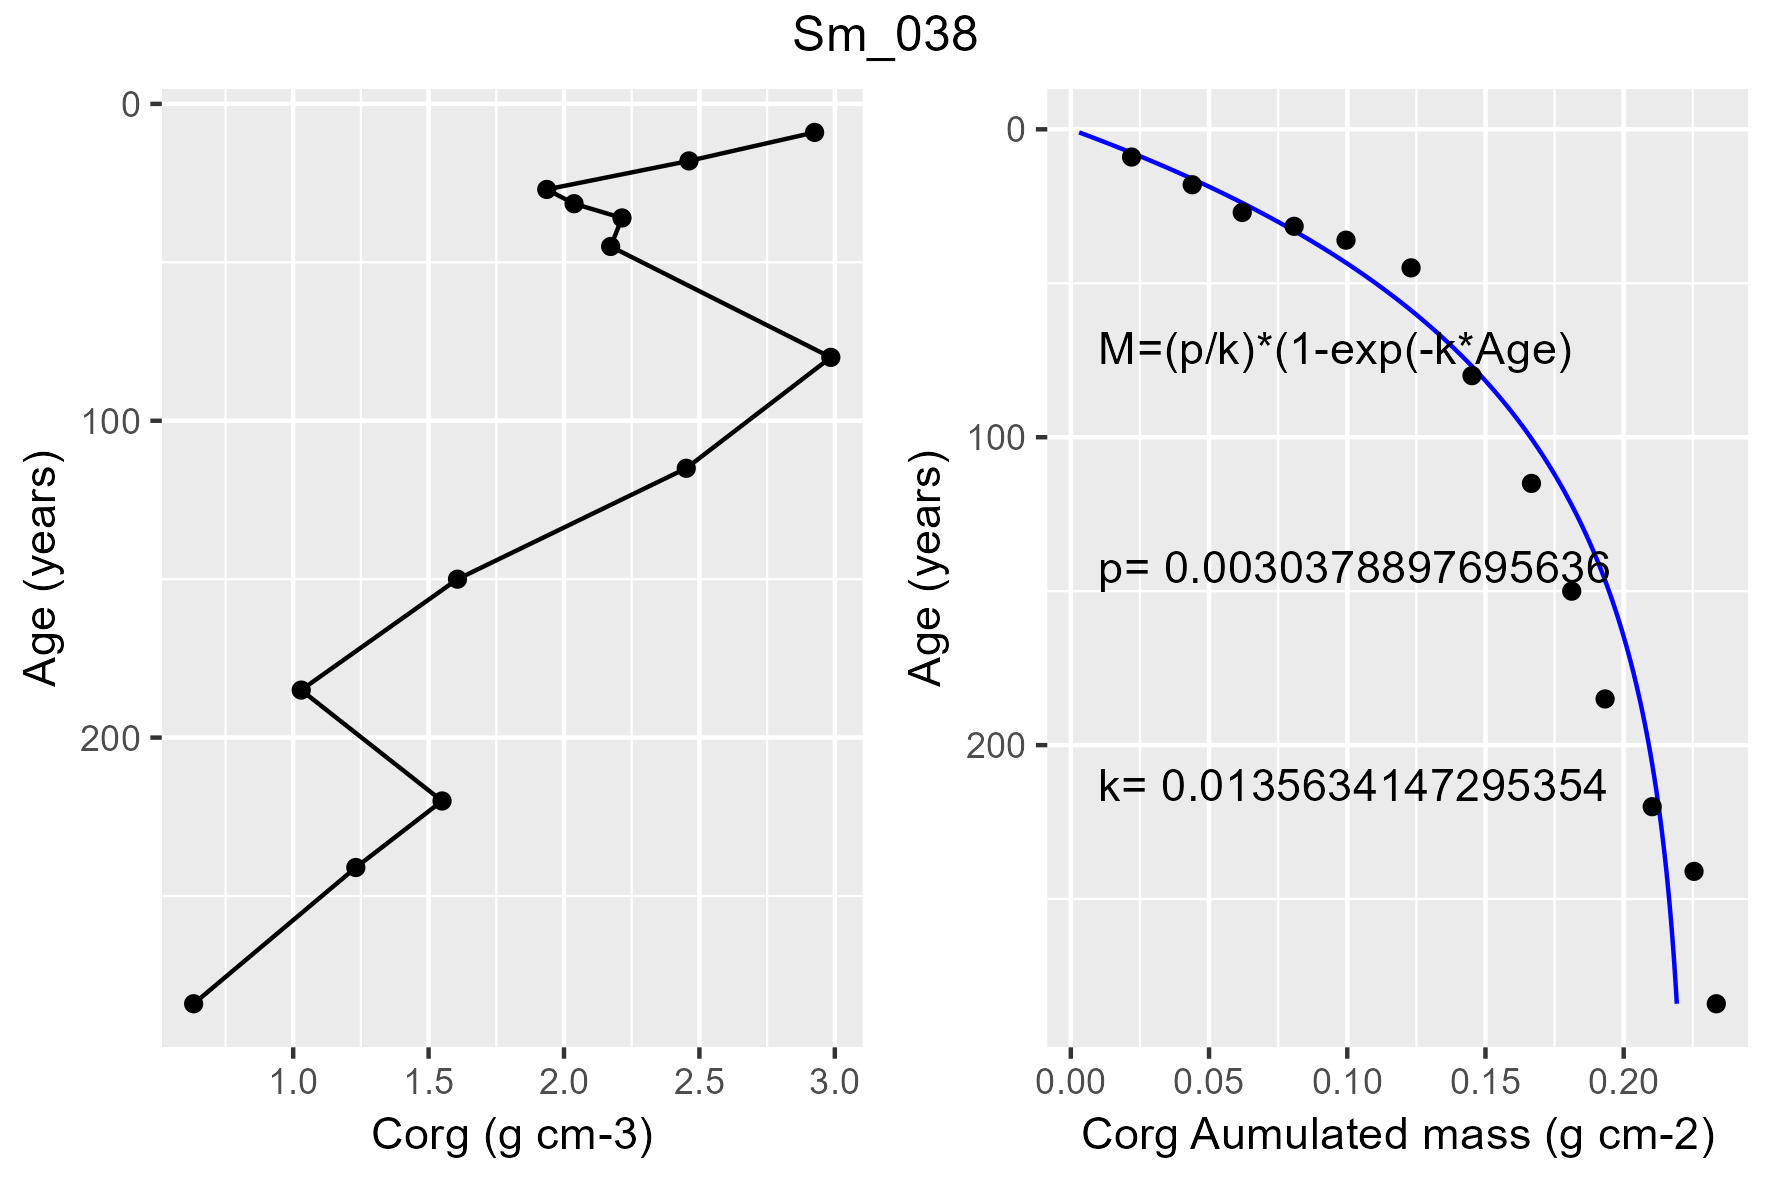 Sm_038
0
100
200
Age (years)
1.0 1.5 2.0 2.5 3.0
Corg (g cm-3)
0
100
200
Age (years)
M=(p/k)*(1-exp(-k*Age)
p= 0.0030378897695636
k= 0.0135634147295354
0.00 0.05 0.10 0.15 0.20
Corg Aumulated mass (g cm-2)